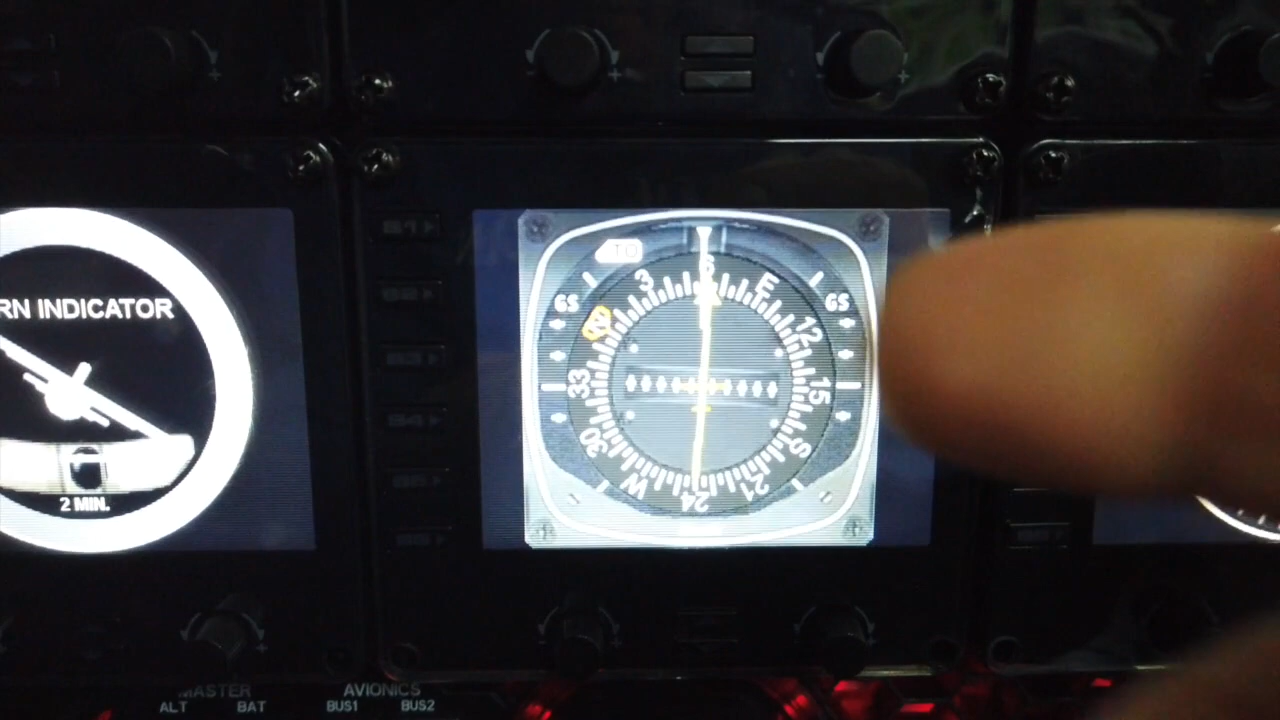 RN INDICATOR
2 MIN.
TO
GS
GS
3
6
E
12
15
S
21
24
W
30
33
MASTER
ALT
BAT
AVIONICS
BUS1
BUS2